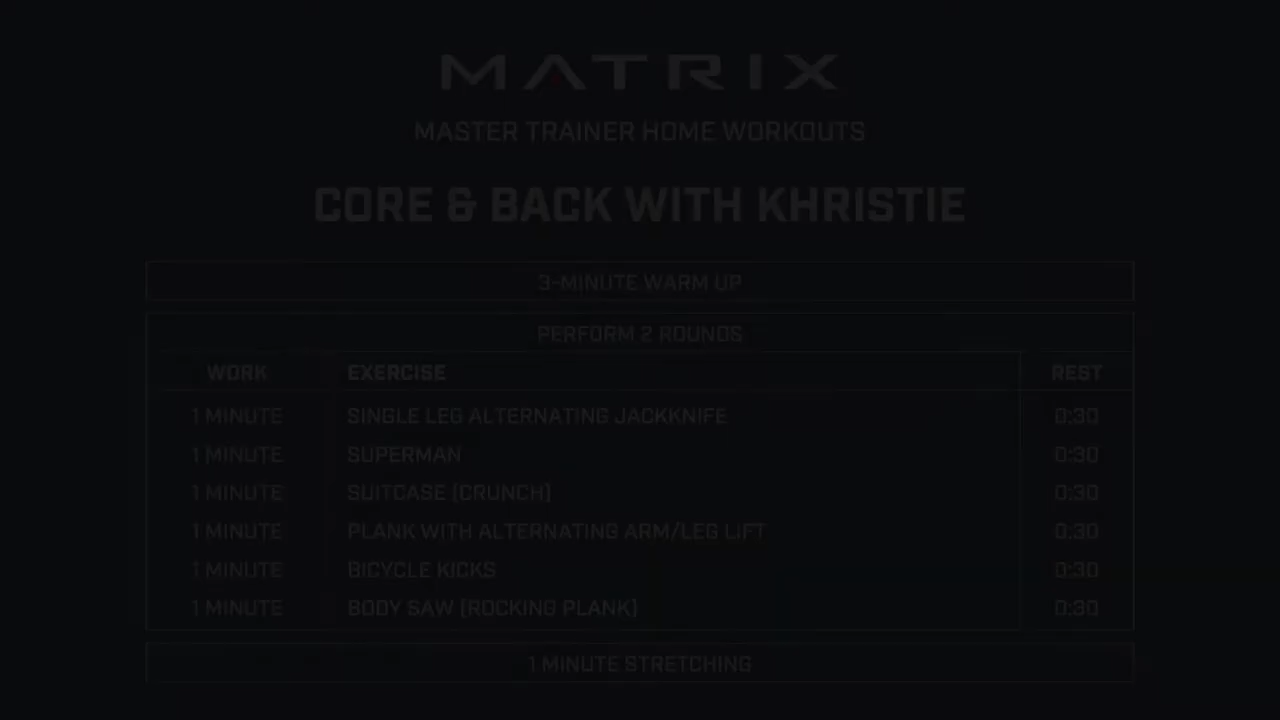 MATRIX
MASTER TRAINER HOME WORKOUTS
CORE & BACK WITH KHRISTIE
3-MINUTE WARM UP
PERFORM 2 ROUNDS
WORK EXERCISE REST
1 MINUTE SINGLE LEG ALTERNATING JACKKNIFE 0:30
1 MINUTE SUPERMAN 0:30
1 MINUTE SUITCASE (CRUNCH) 0:30
1 MINUTE PLANK WITH ALTERNATING ARM/LEG LIFT 0:30
1 MINUTE BICYCLE KICKS 0:30
1 MINUTE BODY SAW (ROCKING PLANK) 0:30
1 MINUTE STRETCHING